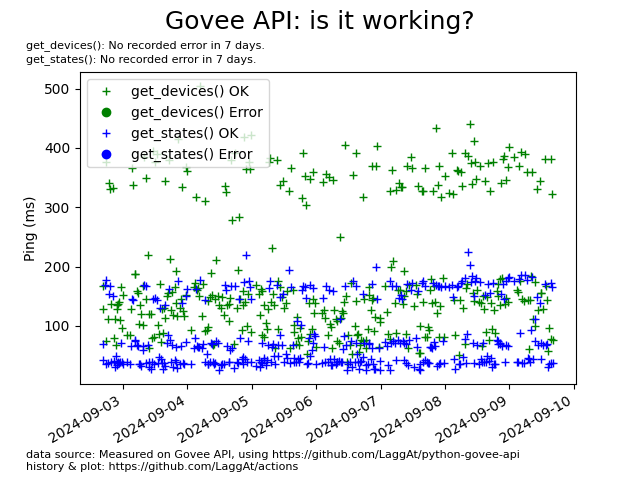 Govee API: is it working?
get_devices(): No recorded error in 7 days.
get_states(): No recorded error in 7 days.
get_devices() OK
get_devices() Error
get_states() OK
get_states() Error
Ping (ms)
500
400
300
200
100
2024-09-03
2024-09-04
2024-09-05
2024-09-06
2024-09-07
2024-09-08
2024-09-09
2024-09-10
data source: Measured on Govee API, using https://github.com/LaggAt/python-govee-api
history & plot: https://github.com/LaggAt/actions